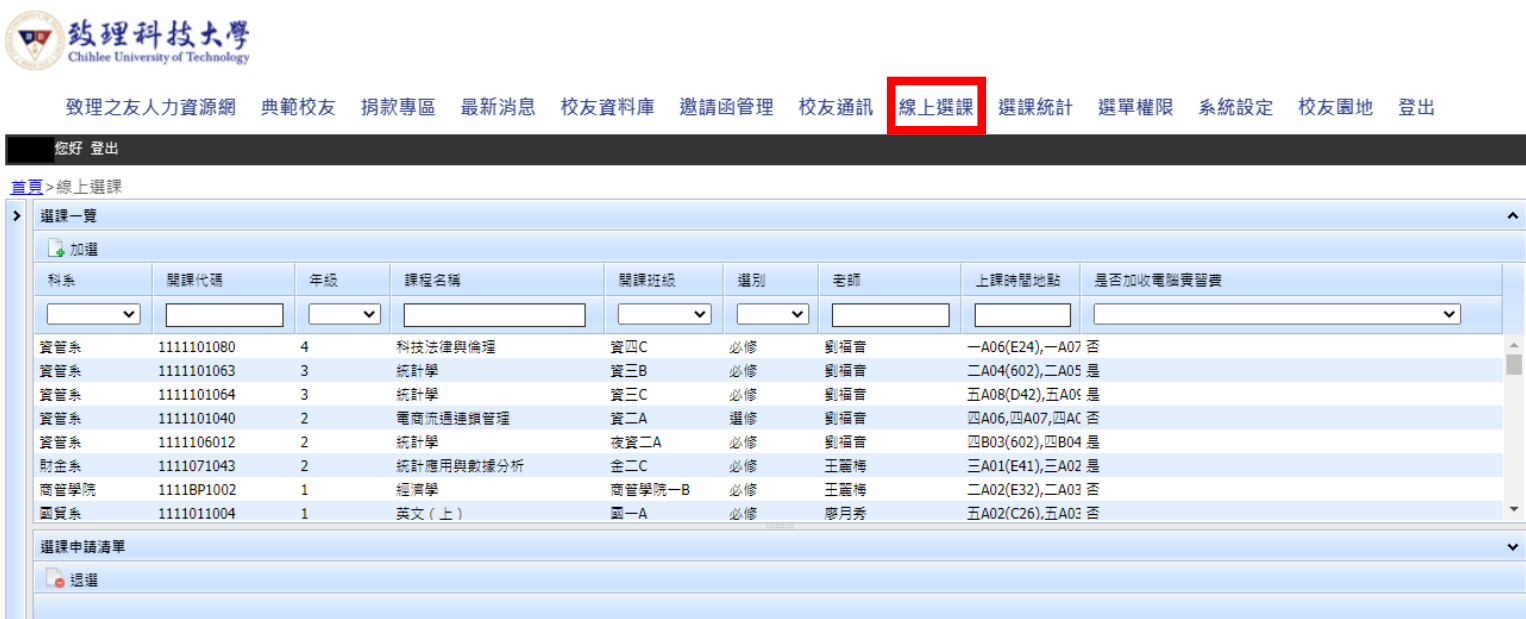 致理科技大學
Chihlee University of Technology
致理之友人力資源網 典範校友 捐款專區 最新消息 校友資料庫 邀請函管理 校友通訊 線上選課 選課統計 選單權限 系統設定 校友園地 登出
您好 登出
首頁>線上選課
選課一覽
加選
科系 開課代碼 年級 課程名稱 開課班級 選別 老師 上課時間地點 是否加收電腦實習費
資管系 1111101080 4 科技法律與倫理 資四C 必修 劉福音 一A06(E24),一A07 否
資管系 1111101063 3 統計學 資三B 必修 劉福音 二A04(602),二A05 是
資管系 1111101064 3 統計學 資三C 必修 劉福音 五A08(D42),五A09 是
資管系 1111101040 2 電商流通連鎖管理 資二A 選修 劉福音 四A06,四A07,四A0 否
資管系 1111106012 2 統計學 夜資二A 必修 劉福音 四B03(602),四B04 是
財金系 1111071043 2 統計應用與數據分析 金二C 必修 王麗梅 三A01(E41),三A02 是
商管學院 1111BP1002 1 經濟學 商管學院一B 必修 王麗梅 二A02(E32),二A03 否
國貿系 1111011004 1 英文（上） 國一A 必修 廖月秀 五A02(C26),五A03 否
選課申請清單
退選